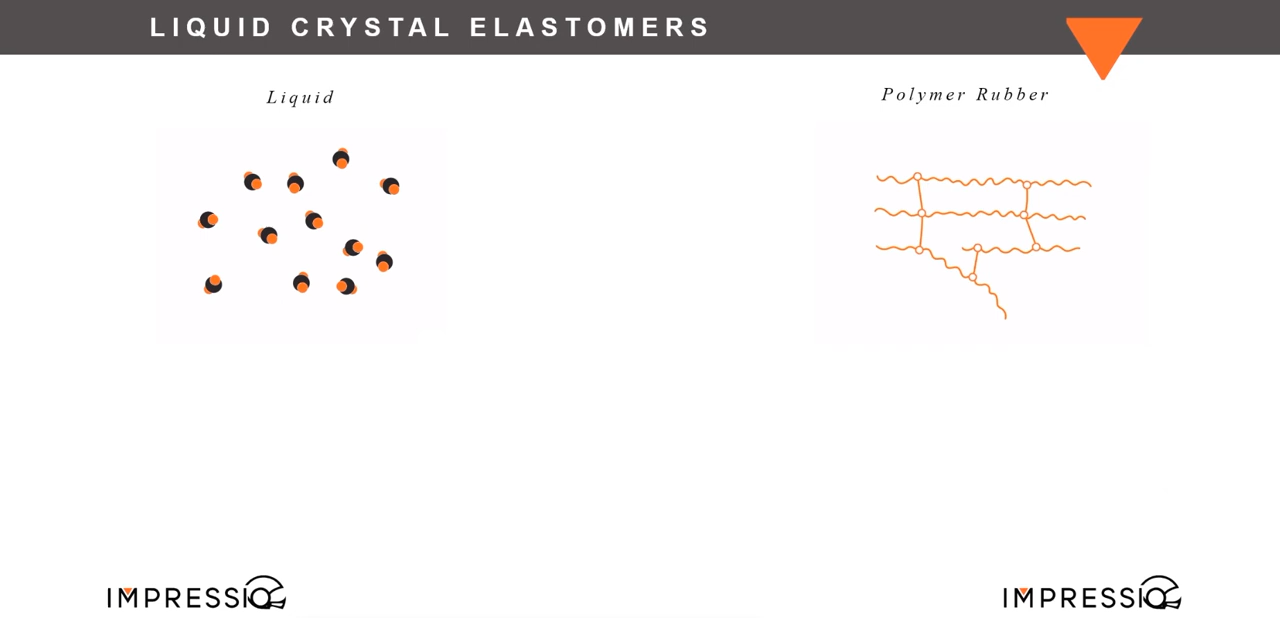 LIQUID CRYSTAL ELASTOMERS
Liquid
Polymer Rubber
IMPRESSIO
IMPRESSIO